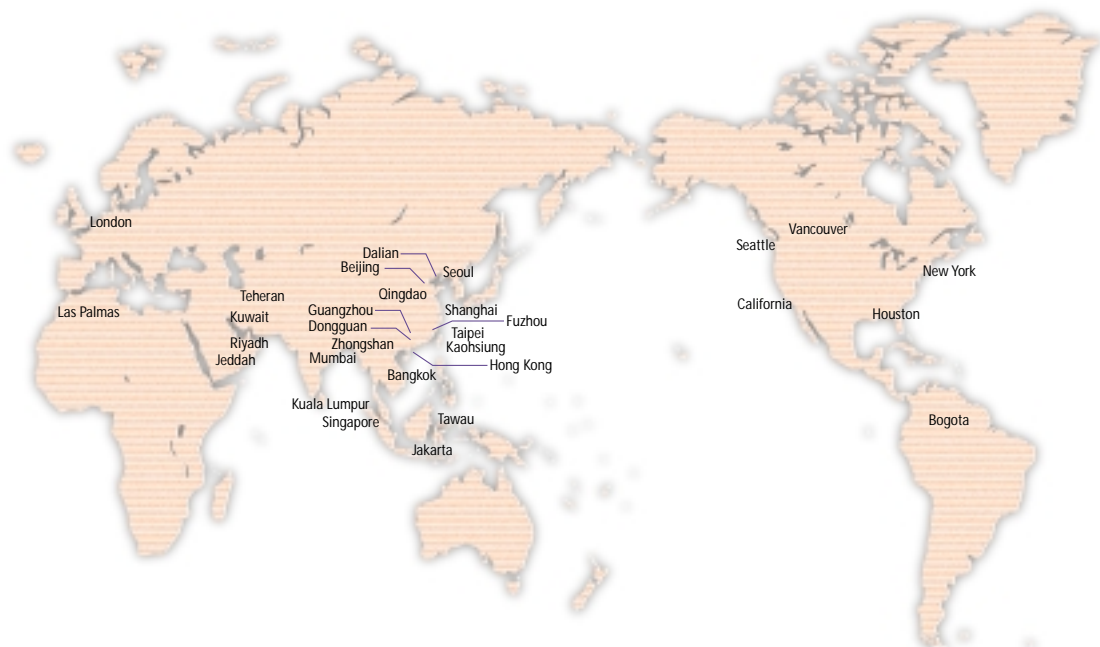 London
Las Palmas
Teheran
Kuwait
Riyadh
Jeddah
Dalian
Beijing
Seoul
Qingdao
Guangzhou
Shanghai
Fuzhou
Dongguan
Taipei
Zhongshan
Kaohsiung
Mumbai
Hong Kong
Bangkok
Kuala Lumpur
Singapore
Tawau
Jakarta
Vancouver
Seattle
New York
California
Houston
Bogota